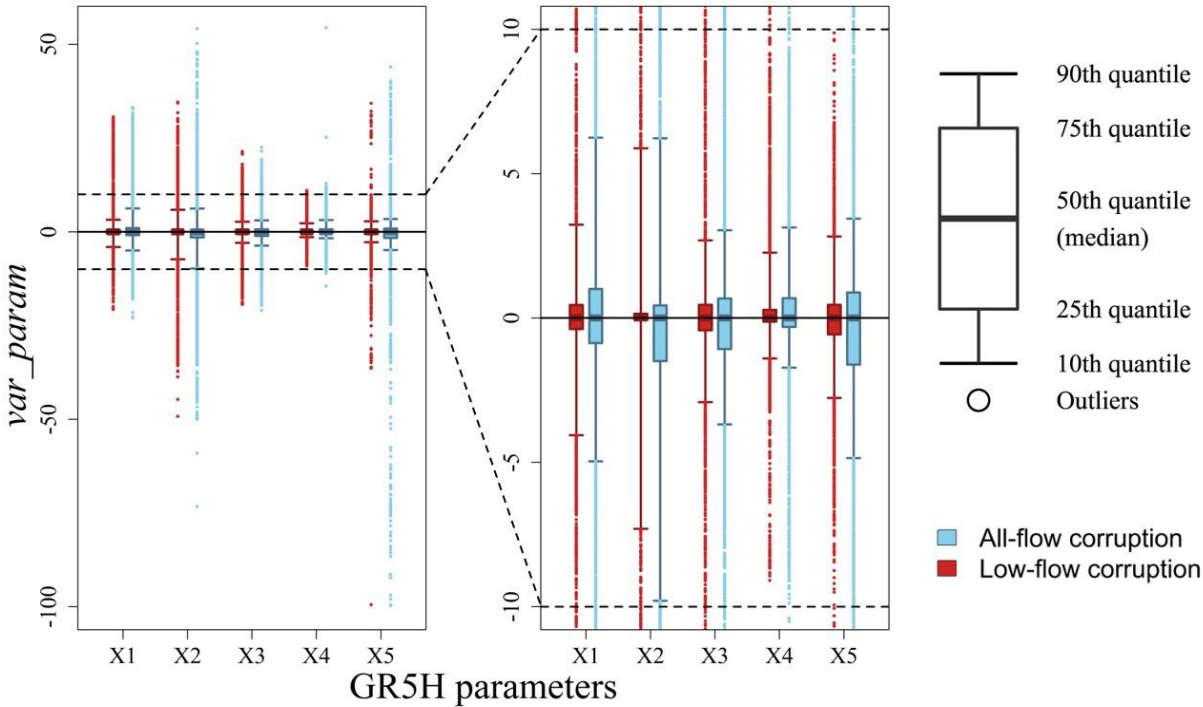 50
0
-50
-100
var_param
X1 X2 X3 X4 X5
10
5
0
-5
-10
X1 X2 X3 X4 X5
GR5H parameters
90th quantile
75th quantile
50th quantile
(median)
25th quantile
10th quantile
Outliers
All-flow corruption
Low-flow corruption